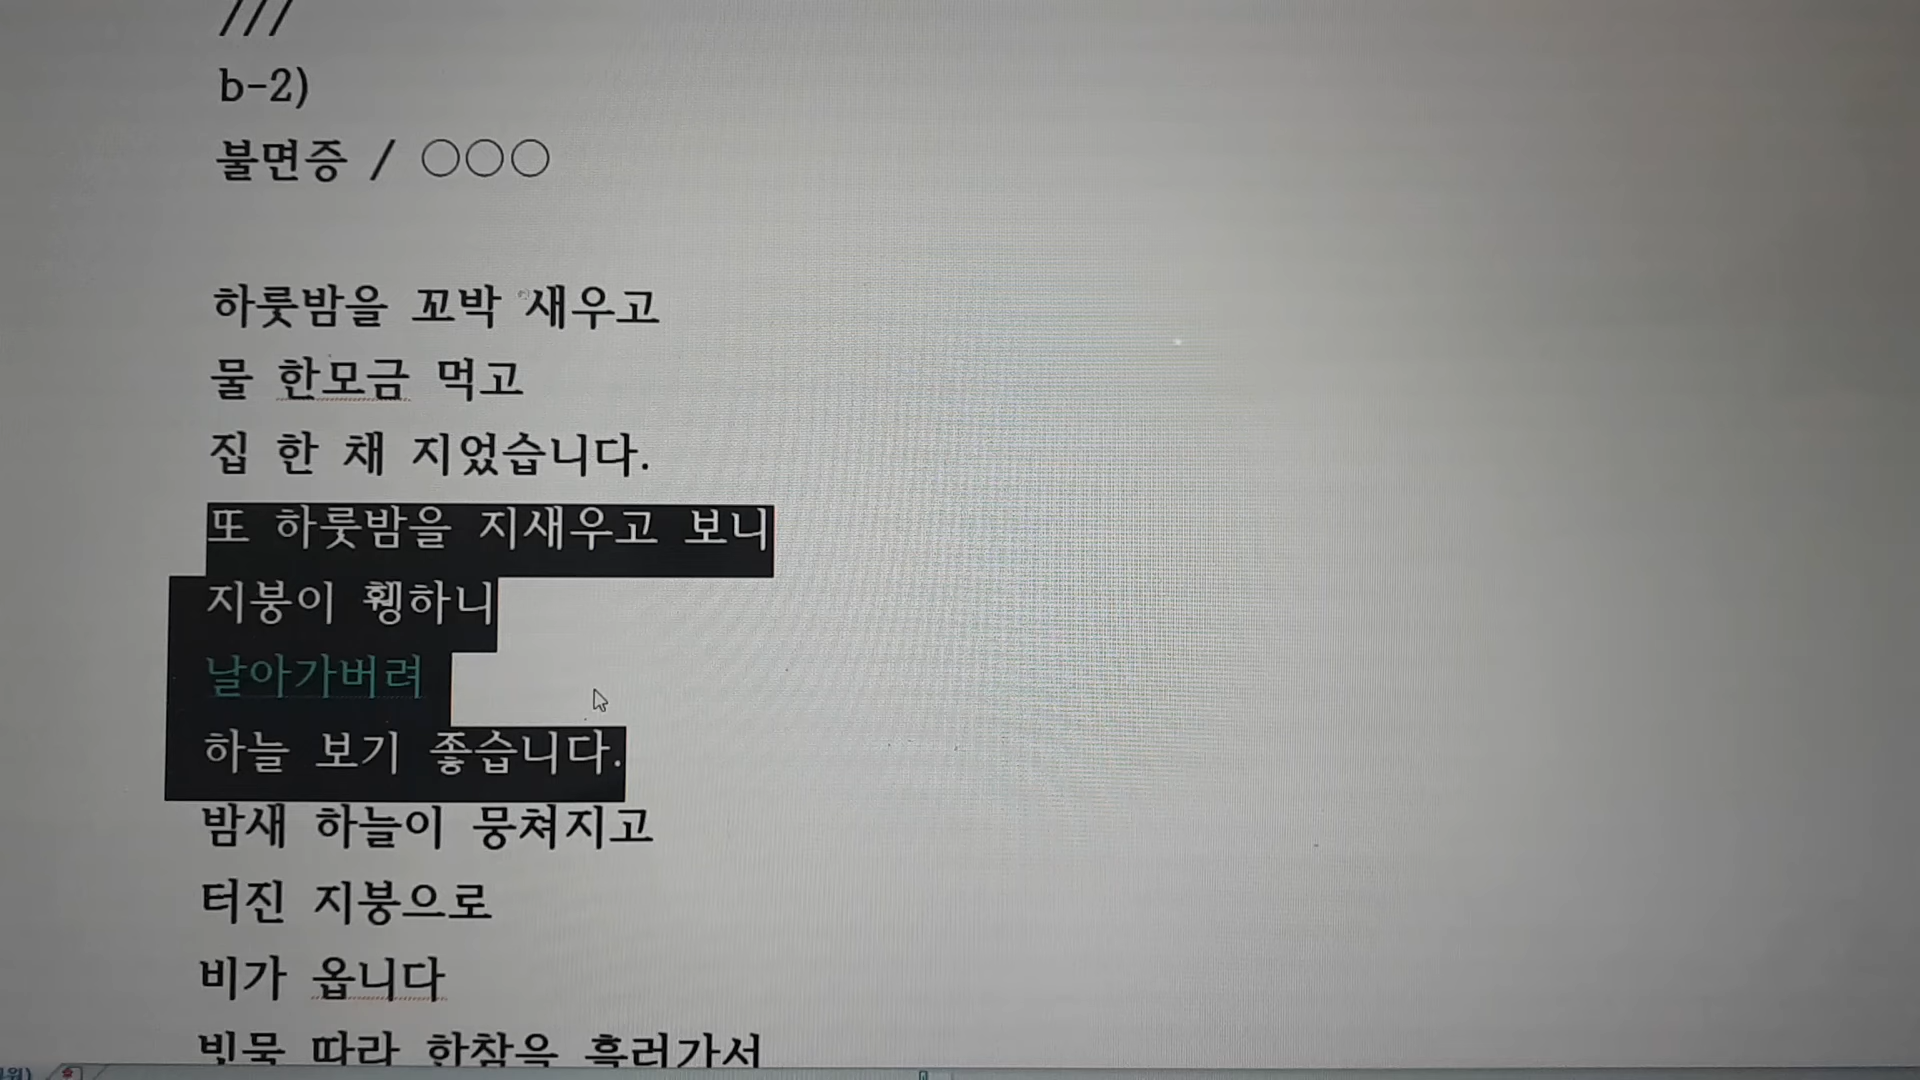 ///
b-2)
불면증 / ○○○
하룻밤을 꼬박 새우고
물 한모금 먹고
집 한 채 지었습니다.
또 하룻밤을 지새우고 보니
지붕이 휑하니
날아가버려
하늘 보기 좋습니다.
밤새 하늘이 뭉쳐지고
터진 지붕으로
비가 옵니다
빗물 따라 한참을 흘러가서